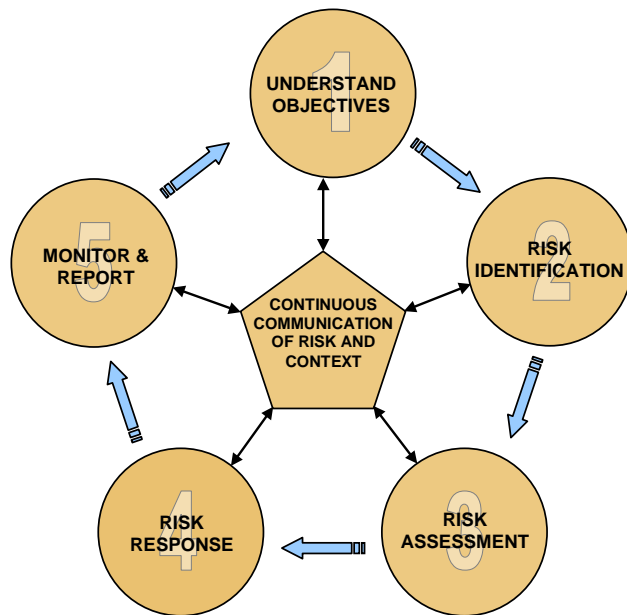 1
UNDERSTAND
OBJECTIVES
2
RISK
IDENTIFICATION
3
RISK
ASSESSMENT
4
RISK
RESPONSE
5
MONITOR &
REPORT
CONTINUOUS
COMMUNICATION
OF RISK AND
CONTEXT